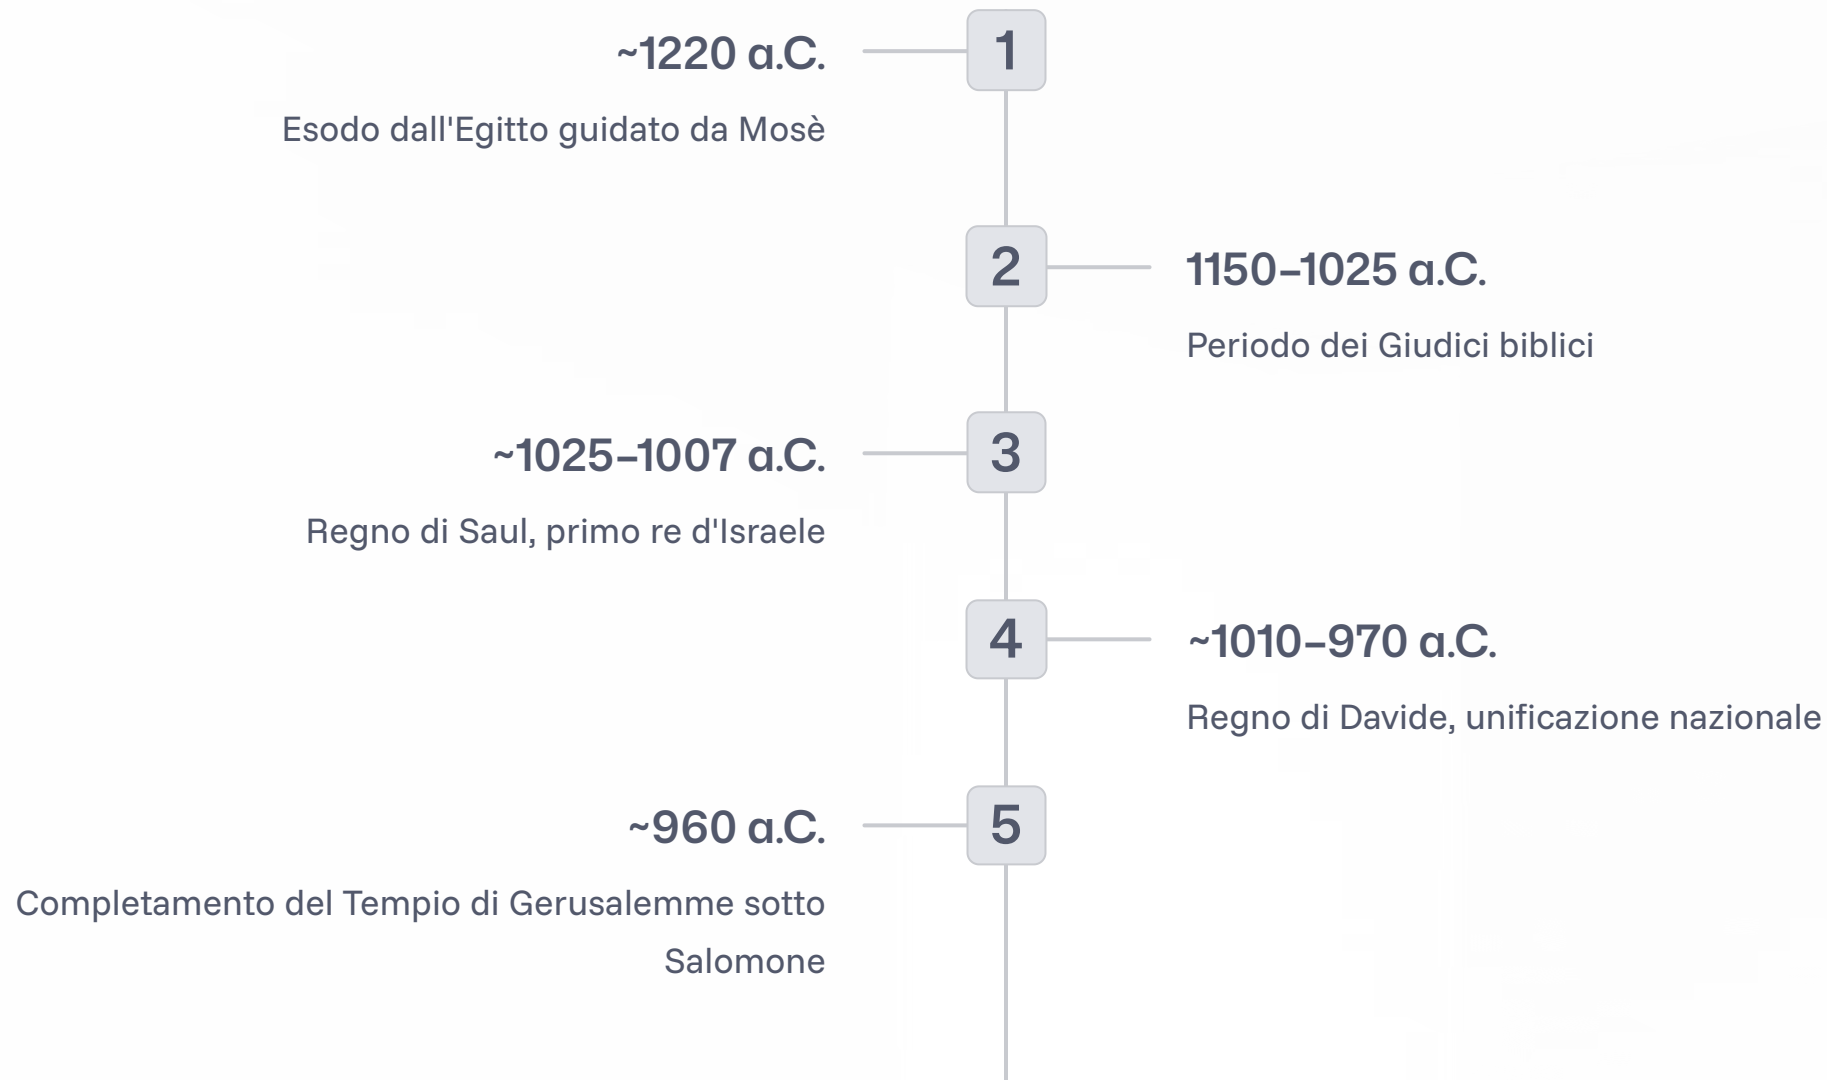 1
~1220 a.C.
Esodo dall'Egitto guidato da Mosè
2
1150–1025 a.C.
Periodo dei Giudici biblici
3
~1025–1007 a.C.
Regno di Saul, primo re d'Israele
4
~1010–970 a.C.
Regno di Davide, unificazione nazionale
5
~960 a.C.
Completamento del Tempio di Gerusalemme sotto
Salomone